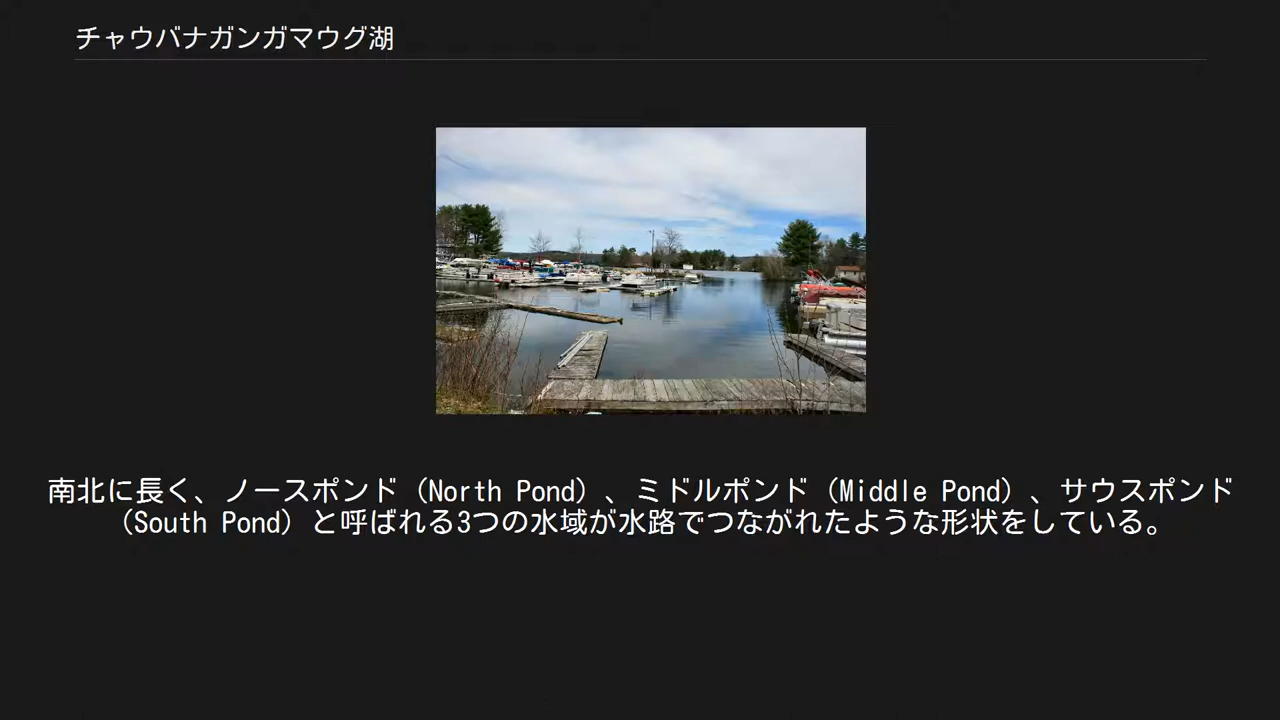 チャウバナガンガマウグ湖
南北に長く、ノースポンド（North Pond）、ミドルポンド（Middle Pond）、サウスポンド
（South Pond）と呼ばれる3つの水域が水路でつながれたような形状をしている。